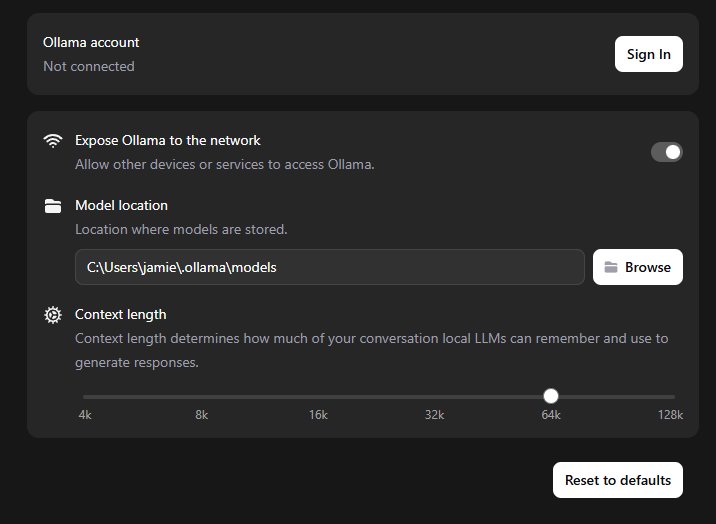 Ollama account
Not connected
Sign In
Expose Ollama to the network
Allow other devices or services to access Ollama.
Model location
Location where models are stored.
C:\Users\jamie\.ollama\models
Browse
Context length
Context length determines how much of your conversation local LLMs can remember and use to
generate responses.
4k 8k 16k 32k 64k 128k
Reset to defaults